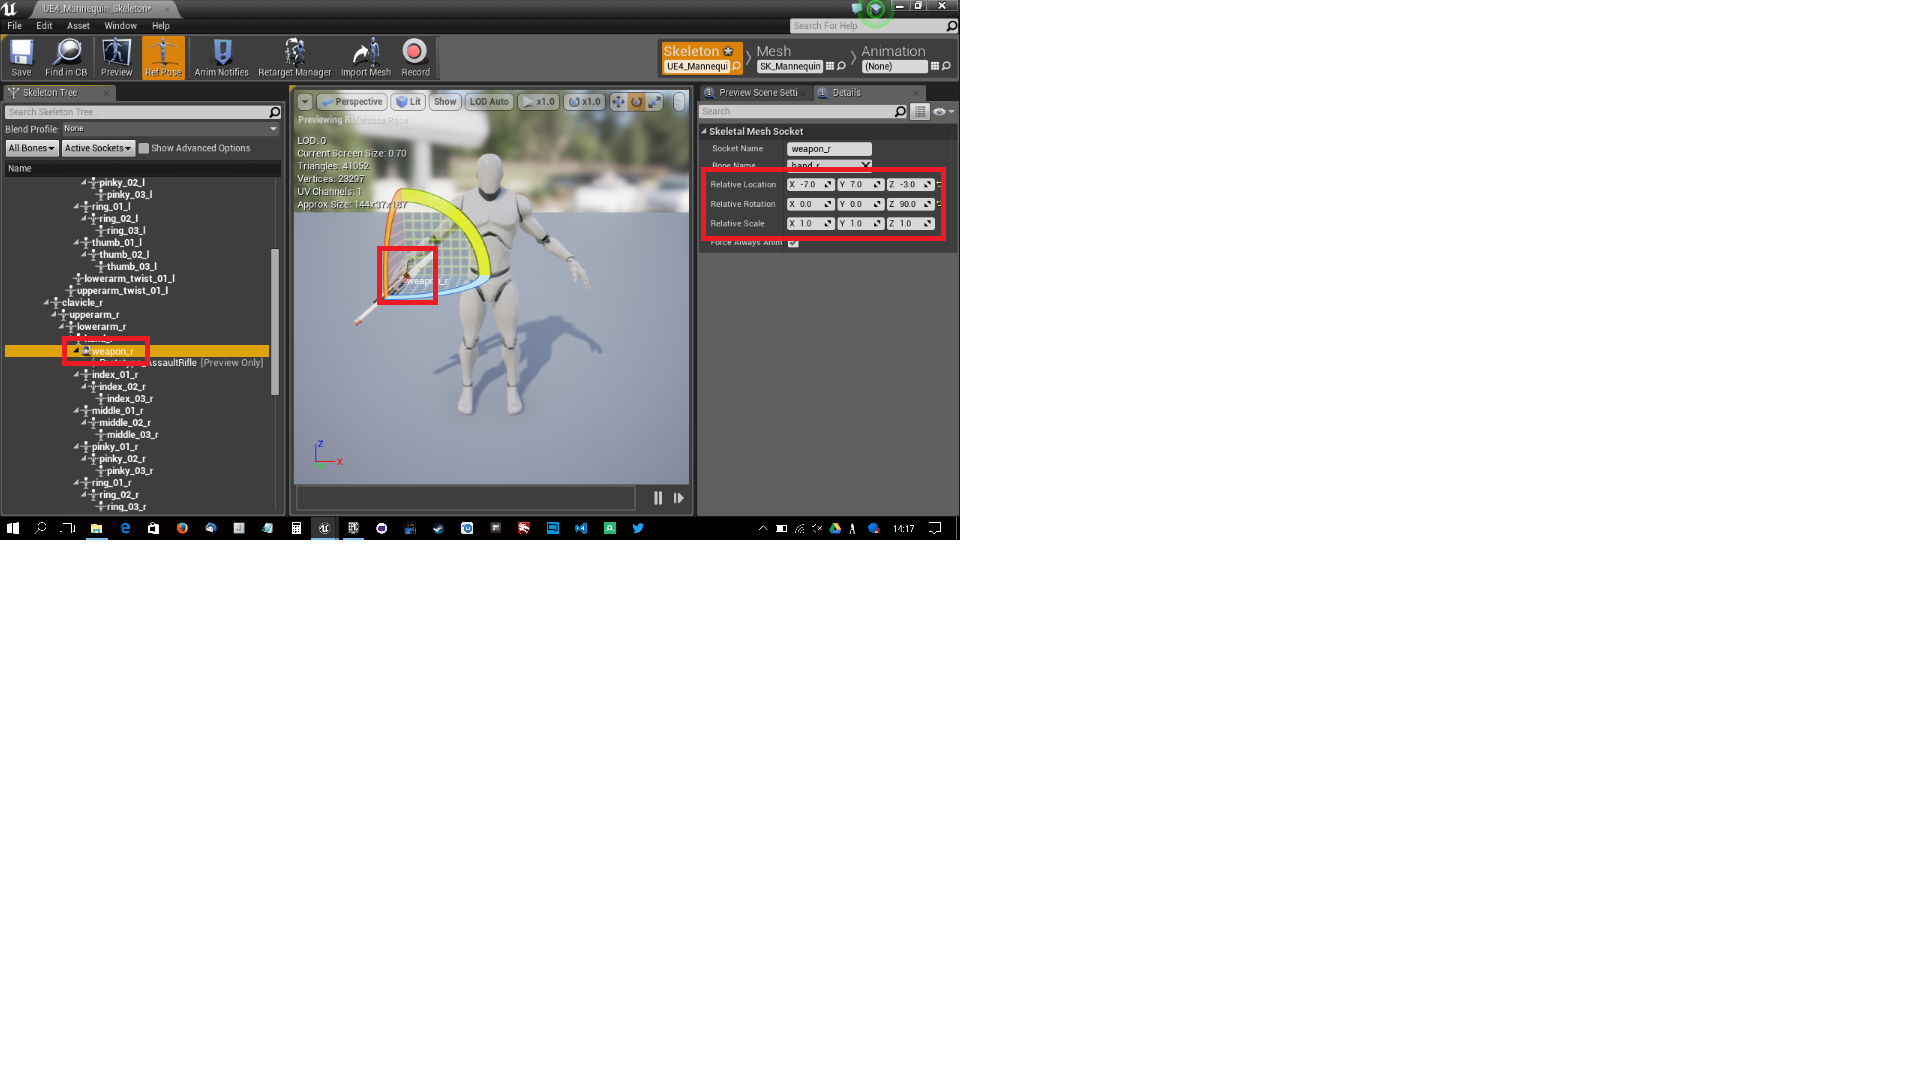 UE4_Mannequin_Skeleton*
File Edit Asset Window Help
Search For Help
Save Find in CB Preview Ref Pose Anim Notifies Retarget Manager Import Mesh Record
Skeleton Mesh Animation
UE4_Mannequi SK_Mannequin (None)
Skeleton Tree
Search Skeleton Tree...
Blend Profile: None
All Bones Active Sockets Show Advanced Options
Name
pinky_02_l
pinky_03_l
ring_01_l
ring_02_l
ring_03_l
thumb_01_l
thumb_02_l
thumb_03_l
lowerarm_twist_01_l
upperarm_twist_01_l
clavicle_r
upperarm_r
lowerarm_r
weapon_r
AssaultRifle [Preview Only]
index_01_r
index_02_r
index_03_r
middle_01_r
middle_02_r
middle_03_r
pinky_01_r
pinky_02_r
pinky_03_r
ring_01_r
ring_02_r
ring_03_r
Perspective Lit Show LOD Auto x1.0 x1.0
Previewing Reference Pose
LOD: 0
Current Screen Size: 0.70
Triangles: 41052
Vertices: 23297
UV Channels: 1
Approx Size: 144x37x187
weapon_r
Z
X
Preview Scene Setti Details
Search
Skeletal Mesh Socket
Socket Name weapon_r
Bone Name hand_r
Relative Location X -7.0 Y 7.0 Z -3.0
Relative Rotation X 0.0 Y 0.0 Z 90.0
Relative Scale X 1.0 Y 1.0 Z 1.0
Force Always Anim
14:17